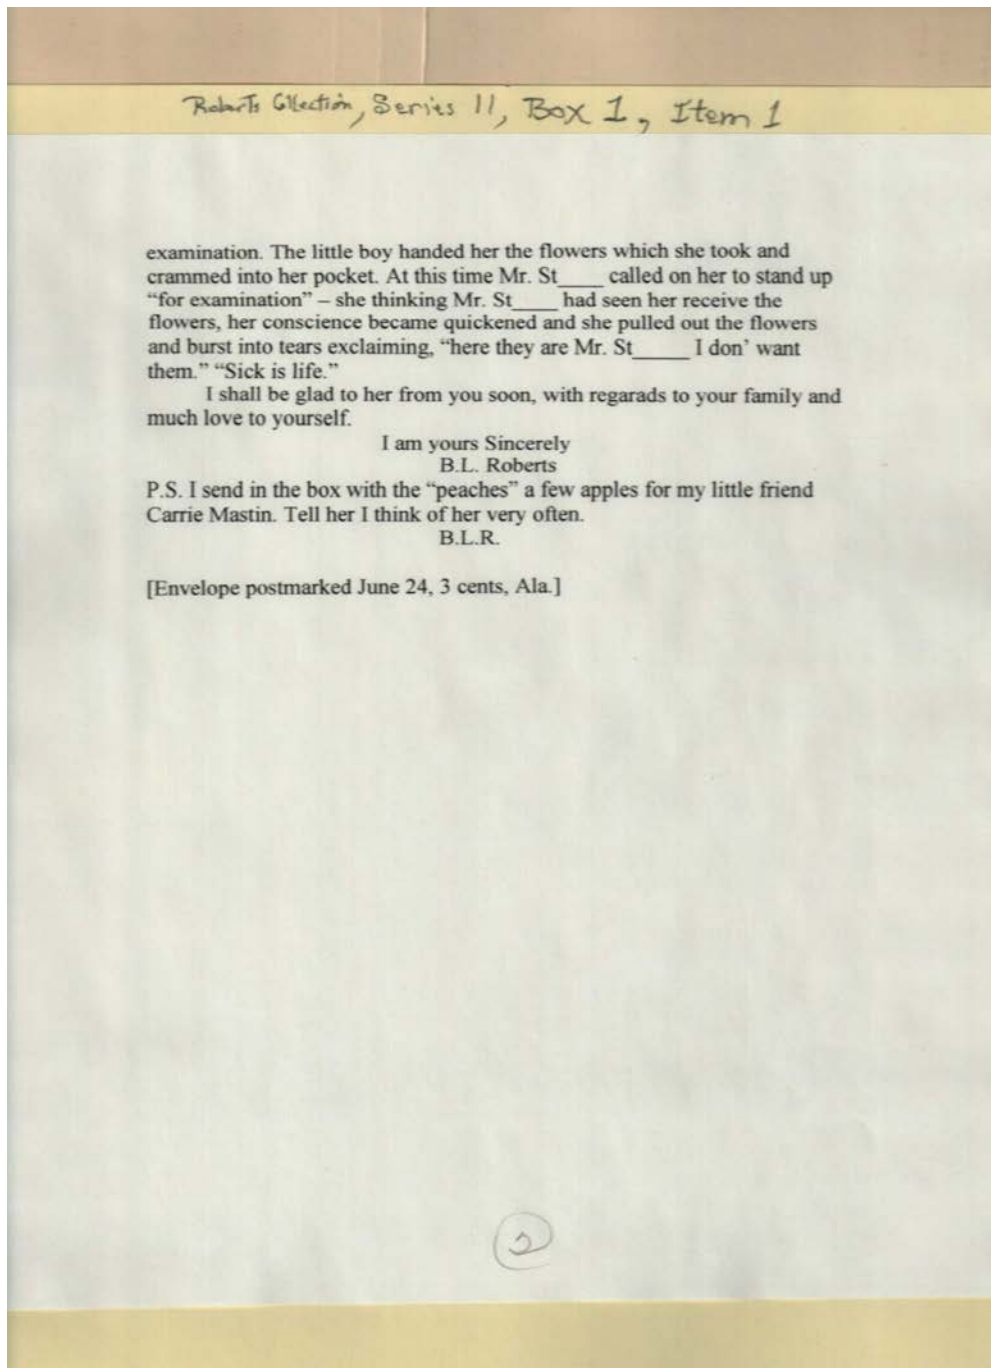 Roberts Collection, Series 11, Box 1, Item 1
examination. The little boy handed her the flowers which she took and
crammed into her pocket. At this time Mr. St____ called on her to stand up
“for examination” – she thinking Mr. St____ had seen her receive the
flowers, her conscience became quickened and she pulled out the flowers
and burst into tears exclaiming, “here they are Mr. St_____ I don’ want
them.” “Sick is life.”
I shall be glad to her from you soon, with regarads to your family and
much love to yourself.
I am yours Sincerely
B.L. Roberts
P.S. I send in the box with the “peaches” a few apples for my little friend
Carrie Mastin. Tell her I think of her very often.
B.L.R.
[Envelope postmarked June 24, 3 cents, Ala.]
2